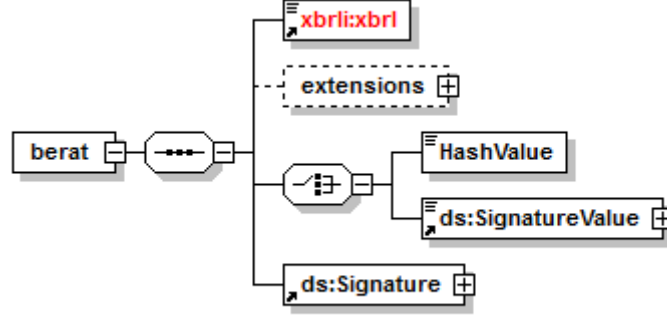 xbrli:xbrl
extensions
berat
HashValue
ds:SignatureValue
ds:Signature